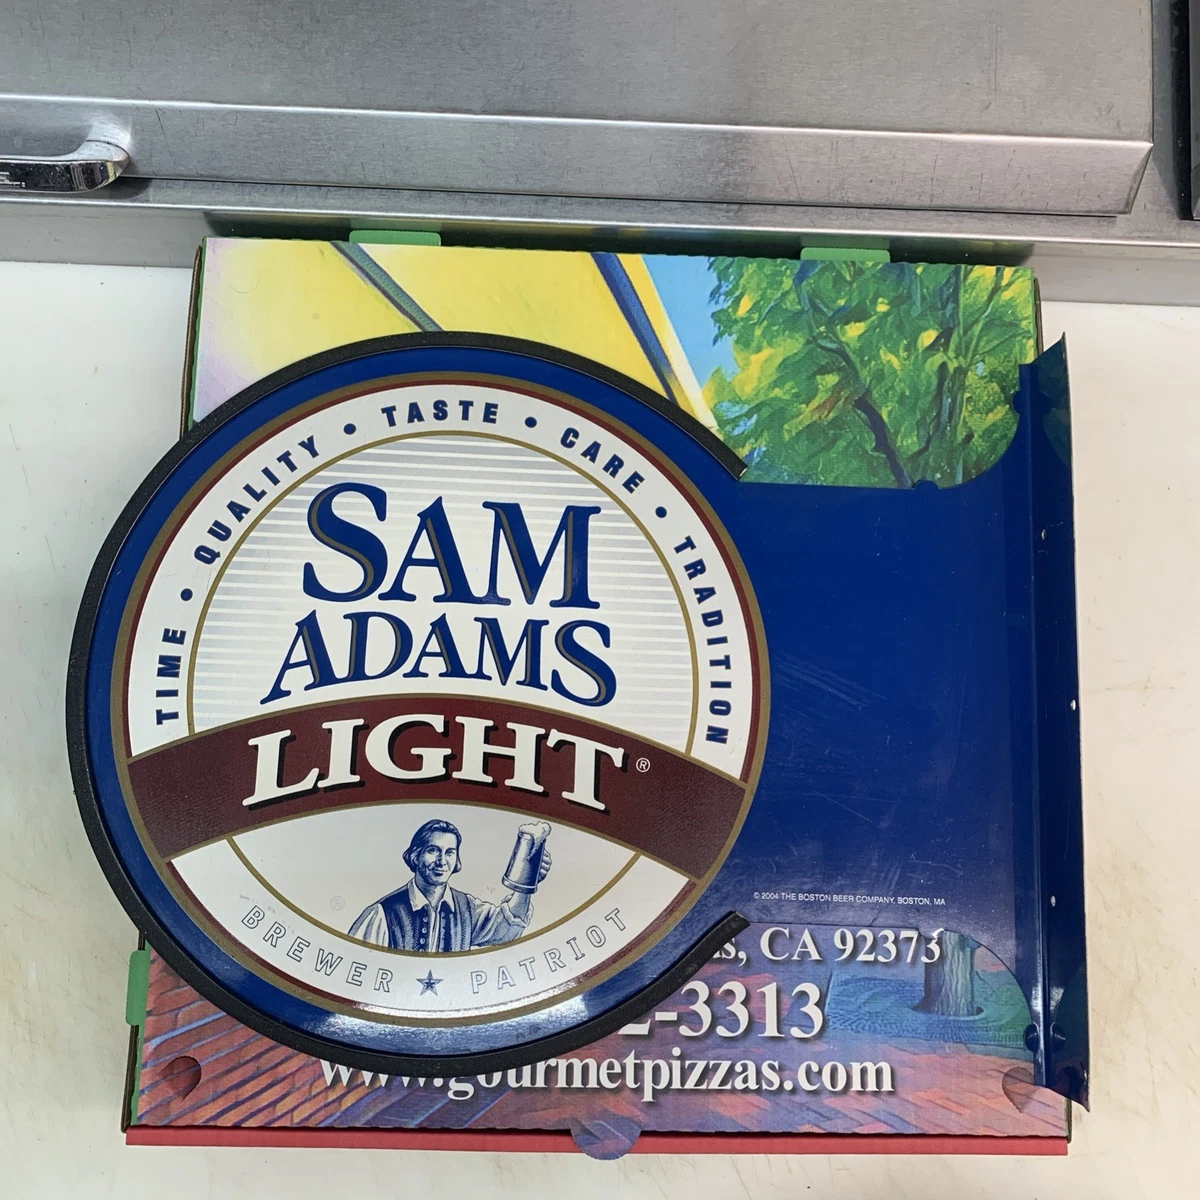 TIME • QUALITY • TASTE • CARE • TRADITION
SAM
ADAMS
LIGHT®
®
BREWER ★ PATRIOT
© 2004 THE BOSTON BEER COMPANY, BOSTON, MA
CA 92373
2-3313
www.gourmetpizzas.com